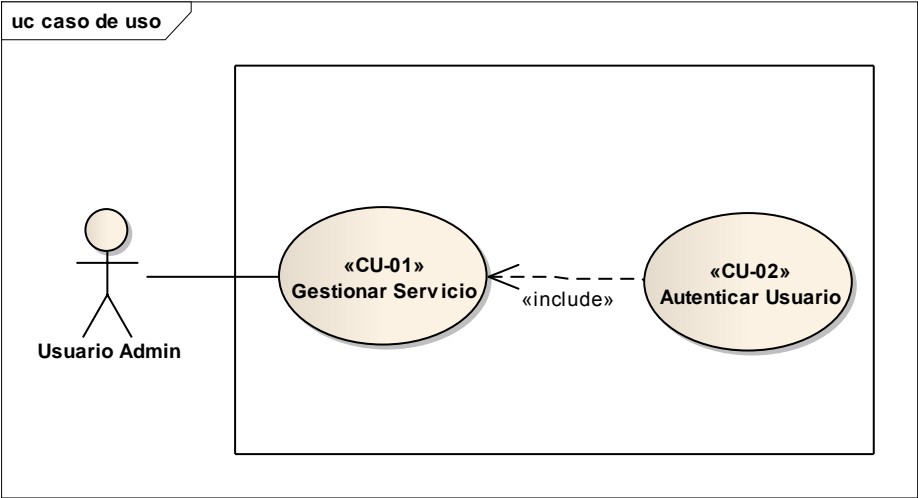 uc caso de uso
«CU-01»
Gestionar Servicio
«CU-02»
Autenticar Usuario
«include»
Usuario Admin